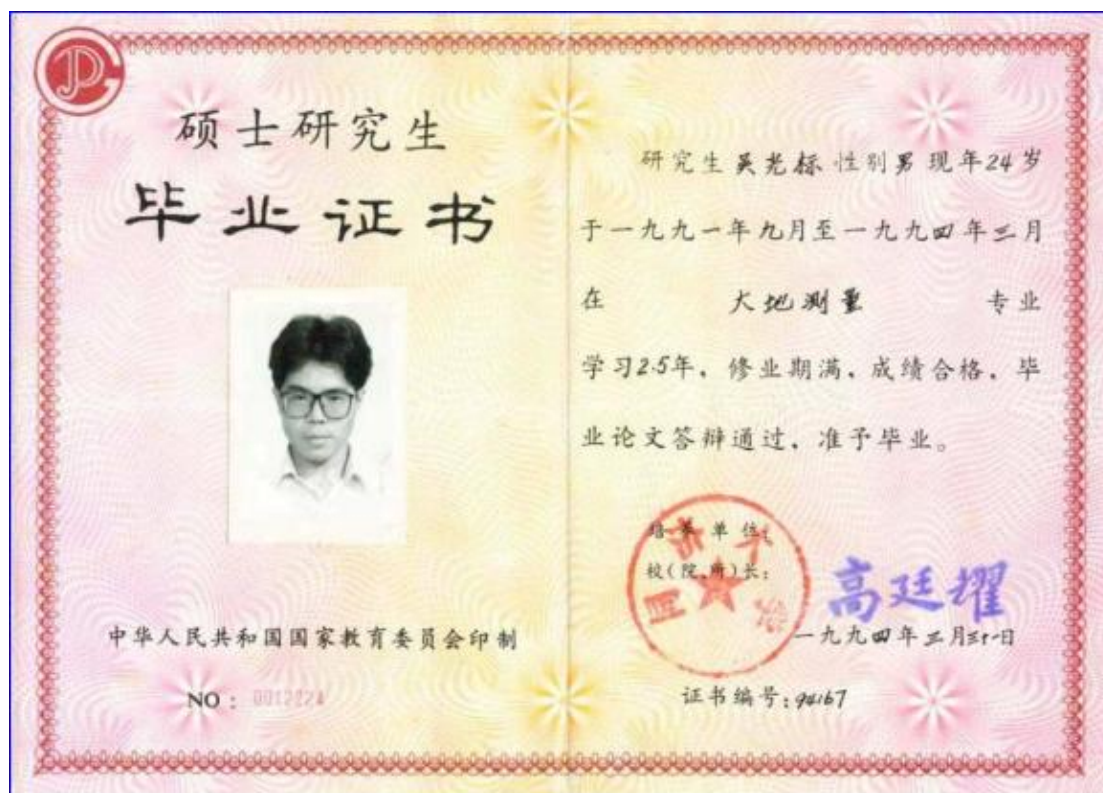 硕士研究生
毕业证书
中华人民共和国国家教育委员会印制
NO：0012224
研究生吴光标性别男现年24岁
于一九九一年九月至一九九四年三月
在 大地测量 专业
学习2.5年，修业期满、成绩合格，毕
业论文答辩通过，准予毕业。
同济大学
培养单位：
校(院、所)长：
高廷耀
一九九四年三月三十一日
证书编号：94167